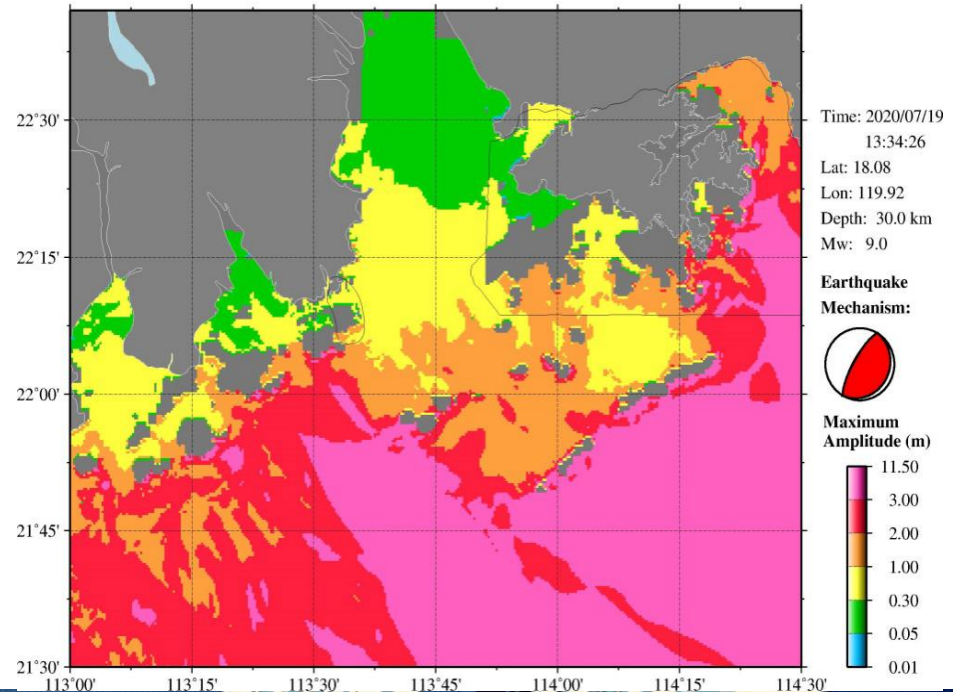 22°30'
22°15'
22°00'
21°45'
21°30'
113°00'
113°15'
113°30'
113°45'
114°00'
114°15'
114°30'
Time: 2020/07/19
13:34:26
Lat: 18.08
Lon: 119.92
Depth: 30.0 km
Mw: 9.0
Earthquake
Mechanism:
Maximum
Amplitude (m)
11.50
3.00
2.00
1.00
0.30
0.05
0.01